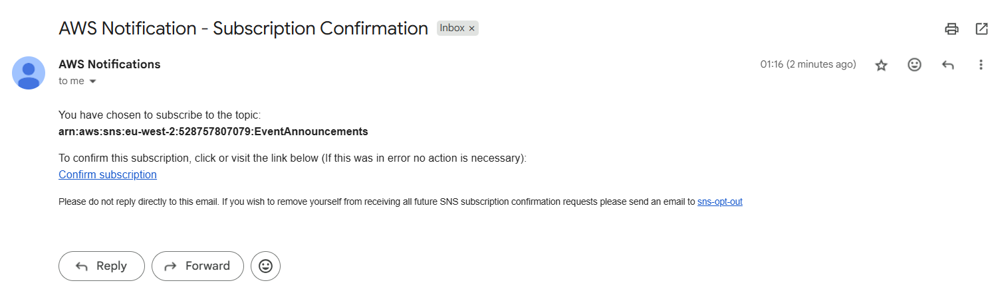 AWS Notification - Subscription Confirmation Inbox ×
AWS Notifications 01:16 (2 minutes ago)
to me
You have chosen to subscribe to the topic:
arn:aws:sns:eu-west-2:528757807079:EventAnnouncements
To confirm this subscription, click or visit the link below (If this was in error no action is necessary):
Confirm subscription
Please do not reply directly to this email. If you wish to remove yourself from receiving all future SNS subscription confirmation requests please send an email to sns-opt-out
Reply Forward